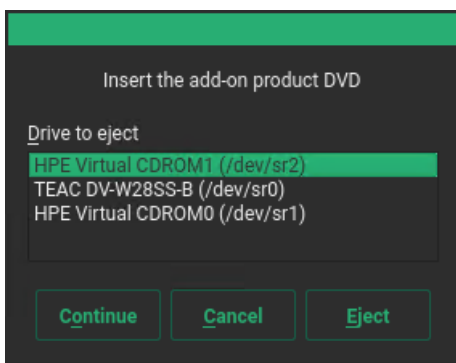 Insert the add-on product DVD
Drive to eject
HPE Virtual CDROM1 (/dev/sr2)
TEAC DV-W28SS-B (/dev/sr0)
HPE Virtual CDROM0 (/dev/sr1)
Continue Cancel Eject